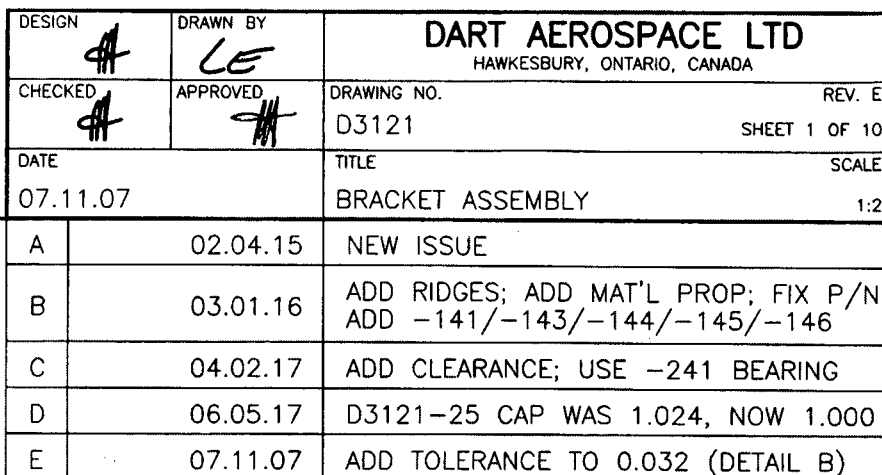 DESIGN
DRAWN BY
LE
DART AEROSPACE LTD
HAWKESBURY, ONTARIO, CANADA
CHECKED
APPROVED
DRAWING NO.
REV. E
D3121
SHEET 1 OF 10
DATE
TITLE
SCALE
07.11.07
BRACKET ASSEMBLY
1:2
A 02.04.15 NEW ISSUE
B 03.01.16 ADD RIDGES; ADD MAT'L PROP; FIX P/N
ADD -141/-143/-144/-145/-146
C 04.02.17 ADD CLEARANCE; USE -241 BEARING
D 06.05.17 D3121-25 CAP WAS 1.024, NOW 1.000
E 07.11.07 ADD TOLERANCE TO 0.032 (DETAIL B)